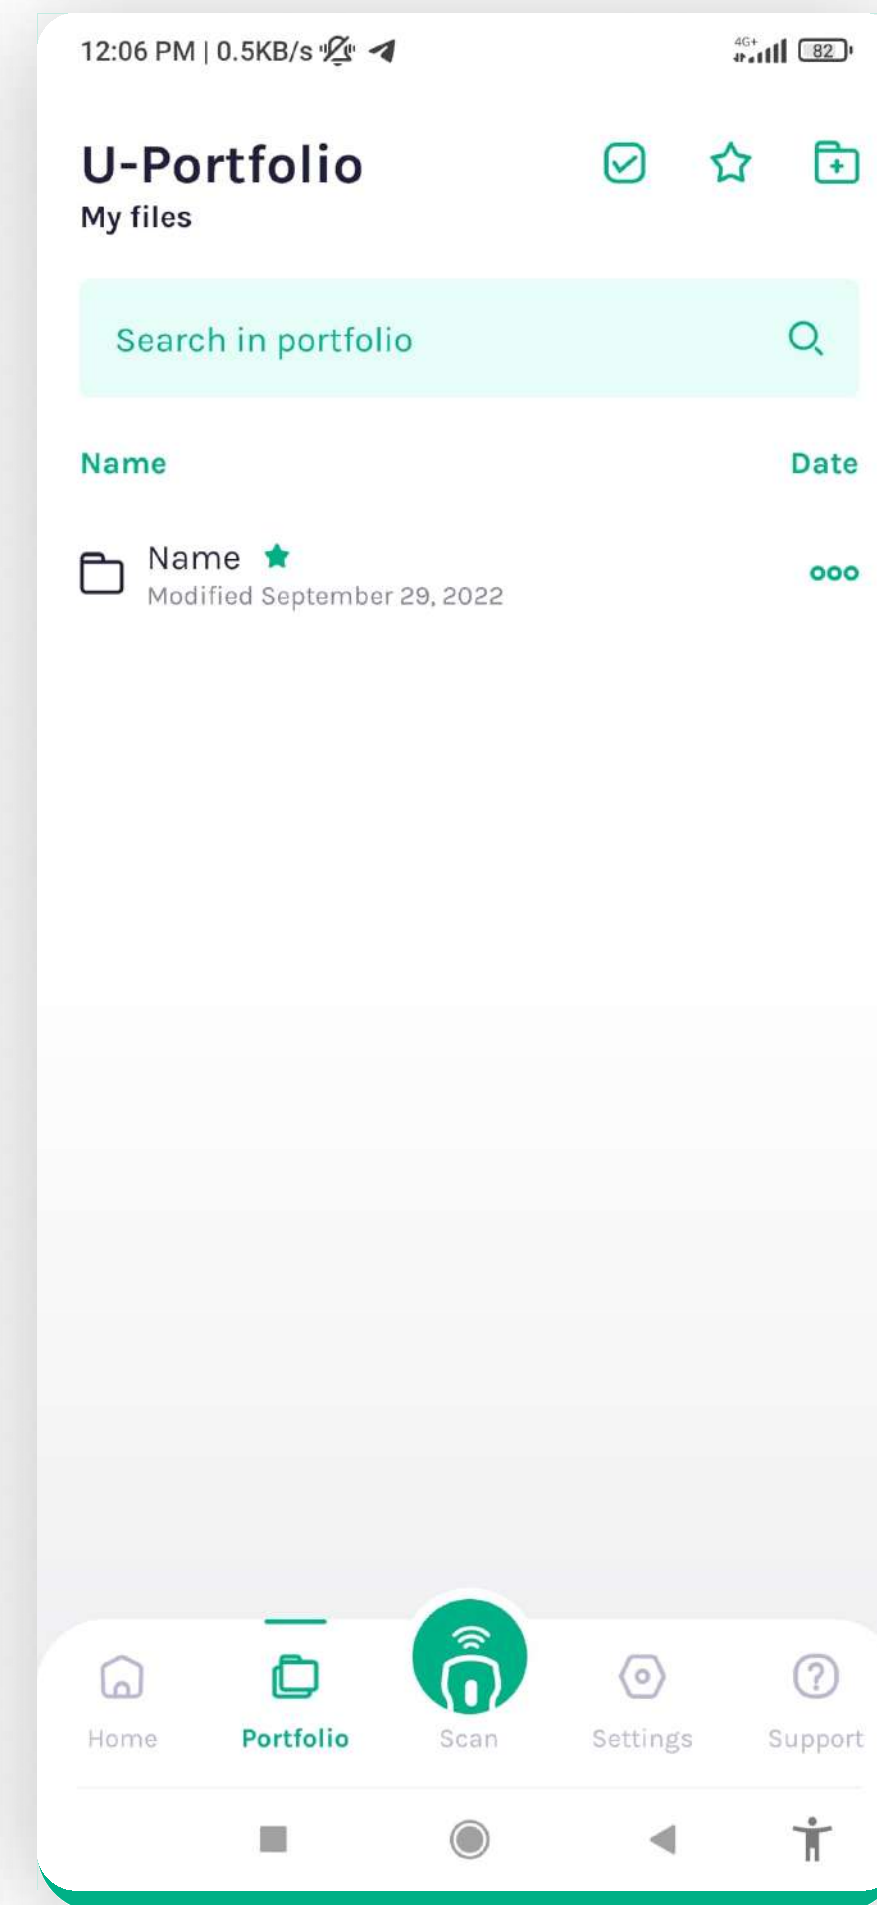 12:06 PM | 0.5KB/s
4G+
82
U-Portfolio
My files
Search in portfolio
Name Date
Name
Modified September 29, 2022
Home Portfolio Scan Settings Support